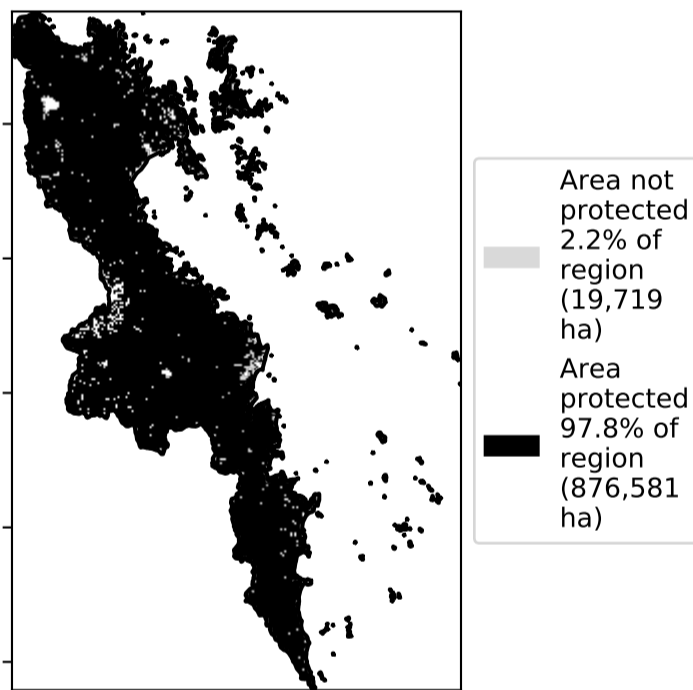 Area not
protected
2.2% of
region
(19,719
ha)
Area
protected
97.8% of
region
(876,581
ha)